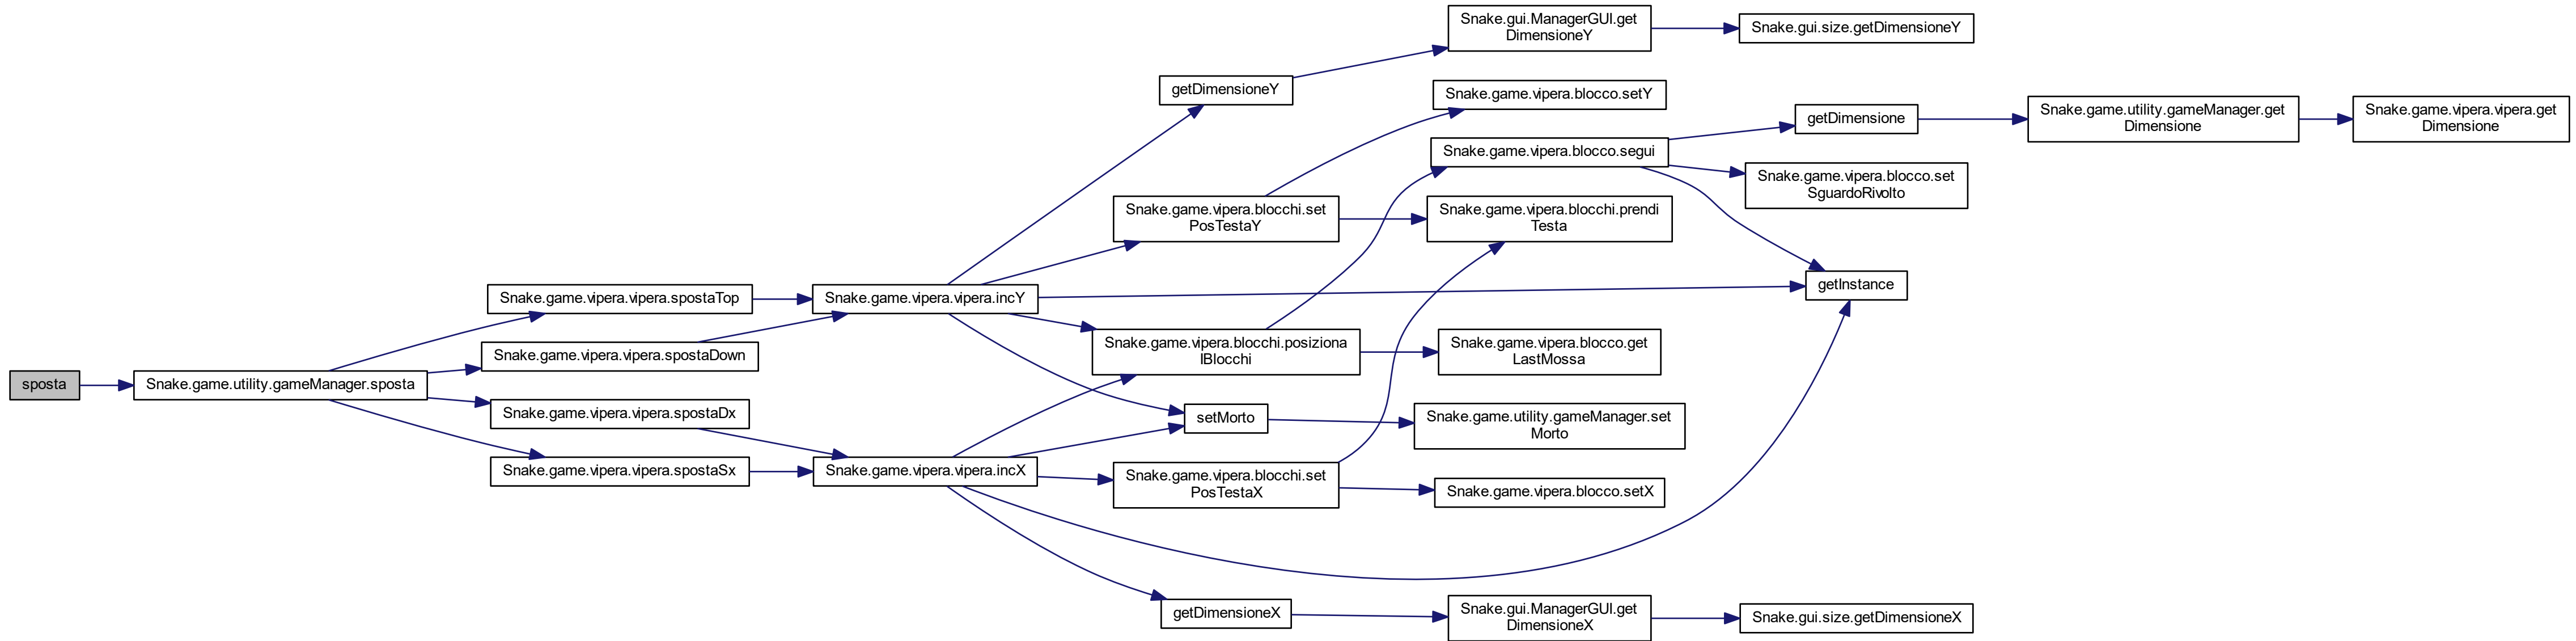 sposta
Snake.game.utility.gameManager.sposta
Snake.game.vipera.vipera.spostaTop
Snake.game.vipera.vipera.spostaDown
Snake.game.vipera.vipera.spostaDx
Snake.game.vipera.vipera.spostaSx
Snake.game.vipera.vipera.incY
Snake.game.vipera.vipera.incX
getDimensioneY
Snake.game.vipera.blocchi.set
PosTestaY
Snake.game.vipera.blocchi.posiziona
IBlocchi
setMorto
Snake.game.vipera.blocchi.set
PosTestaX
getDimensioneX
Snake.gui.ManagerGUI.get
DimensioneY
Snake.game.vipera.blocco.setY
Snake.game.vipera.blocco.segui
Snake.game.vipera.blocchi.prendi
Testa
Snake.game.vipera.blocco.get
LastMossa
Snake.game.utility.gameManager.set
Morto
Snake.game.vipera.blocco.setX
Snake.gui.ManagerGUI.get
DimensioneX
Snake.gui.size.getDimensioneY
getDimensione
Snake.game.vipera.blocco.set
SguardoRivolto
getInstance
Snake.gui.size.getDimensioneX
Snake.game.utility.gameManager.get
Dimensione
Snake.game.vipera.vipera.get
Dimensione